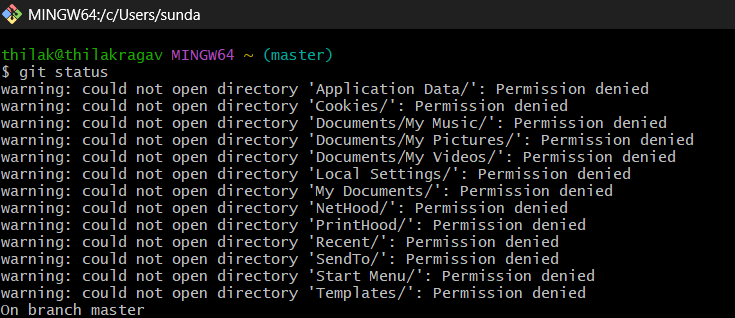 MINGW64:/c/Users/sunda
thilak@thilakragav MINGW64 ~ (master)
$ git status
warning: could not open directory 'Application Data/': Permission denied
warning: could not open directory 'Cookies/': Permission denied
warning: could not open directory 'Documents/My Music/': Permission denied
warning: could not open directory 'Documents/My Pictures/': Permission denied
warning: could not open directory 'Documents/My Videos/': Permission denied
warning: could not open directory 'Local Settings/': Permission denied
warning: could not open directory 'My Documents/': Permission denied
warning: could not open directory 'NetHood/': Permission denied
warning: could not open directory 'PrintHood/': Permission denied
warning: could not open directory 'Recent/': Permission denied
warning: could not open directory 'SendTo/': Permission denied
warning: could not open directory 'Start Menu/': Permission denied
warning: could not open directory 'Templates/': Permission denied
On branch master